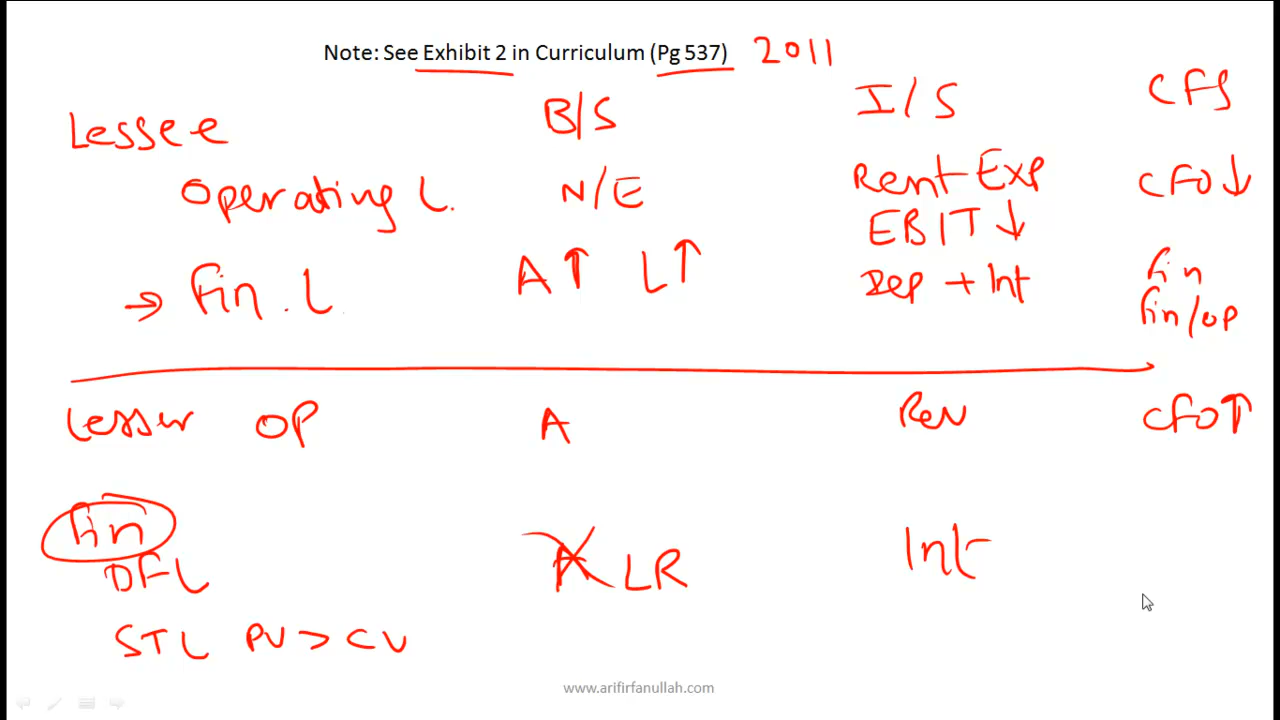 Note: See Exhibit 2 in Curriculum (Pg 537) 2011
Lessee B/S I/S CFS
Operating L. N/E Rent Exp CFO↓
EBIT ↓
→ Fin. L A↑ L↑ Dep + Int fin
fin/op
Lesser OP A Rev CFO↑
fin
DFL A LR Int
STL PV > CV
www.arifirfanullah.com